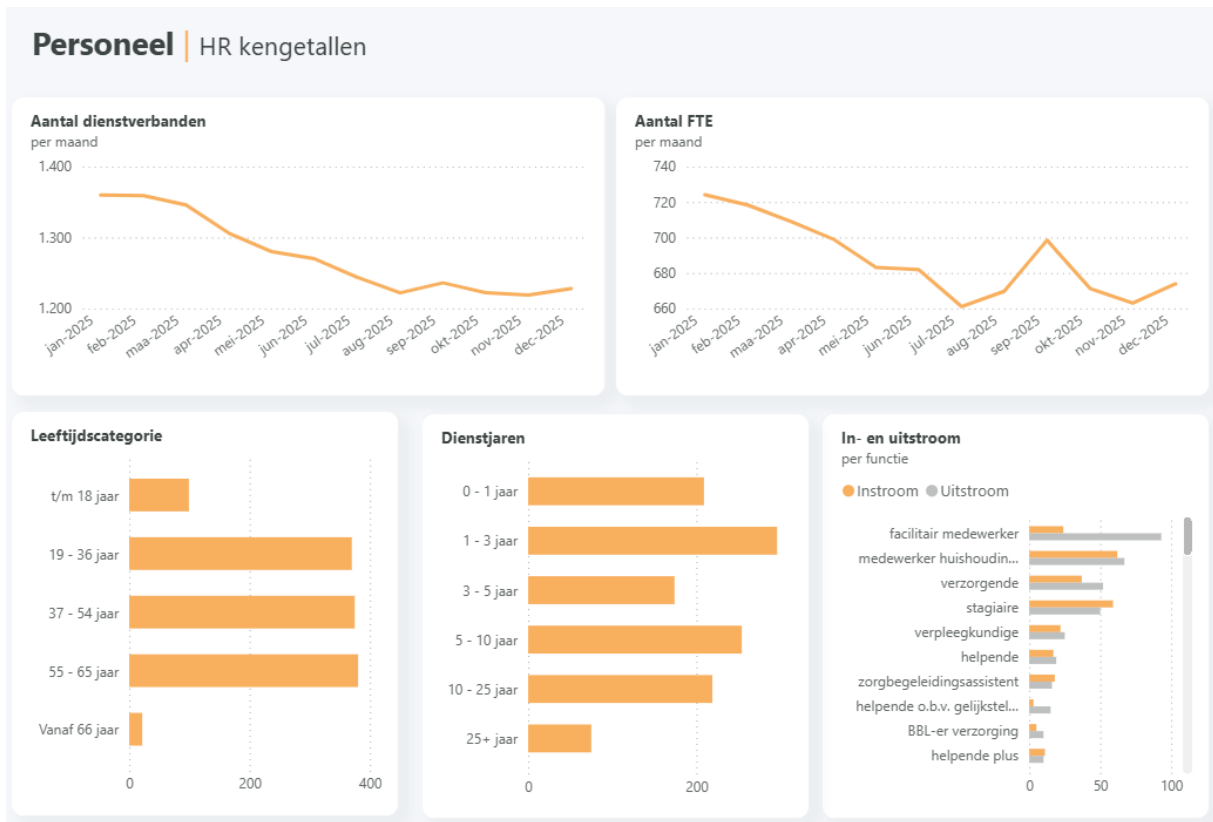 Personeel | HR kengetallen
Aantal dienstverbanden
per maand
1.400
1.300
1.200
jan-2025
feb-2025
maa-2025
apr-2025
mei-2025
jun-2025
jul-2025
aug-2025
sep-2025
okt-2025
nov-2025
dec-2025
Aantal FTE
per maand
740
720
700
680
660
jan-2025
feb-2025
maa-2025
apr-2025
mei-2025
jun-2025
jul-2025
aug-2025
sep-2025
okt-2025
nov-2025
dec-2025
Leeftijdscategorie
t/m 18 jaar
19 - 36 jaar
37 - 54 jaar
55 - 65 jaar
Vanaf 66 jaar
0
200
400
Dienstjaren
0 - 1 jaar
1 - 3 jaar
3 - 5 jaar
5 - 10 jaar
10 - 25 jaar
25+ jaar
0
200
In- en uitstroom
per functie
Instroom Uitstroom
facilitair medewerker
medewerker huishoudin...
verzorgende
stagiaire
verpleegkundige
helpende
zorgbegeleidingsassistent
helpende o.b.v. gelijkstel...
BBL-er verzorging
helpende plus
0
50
100